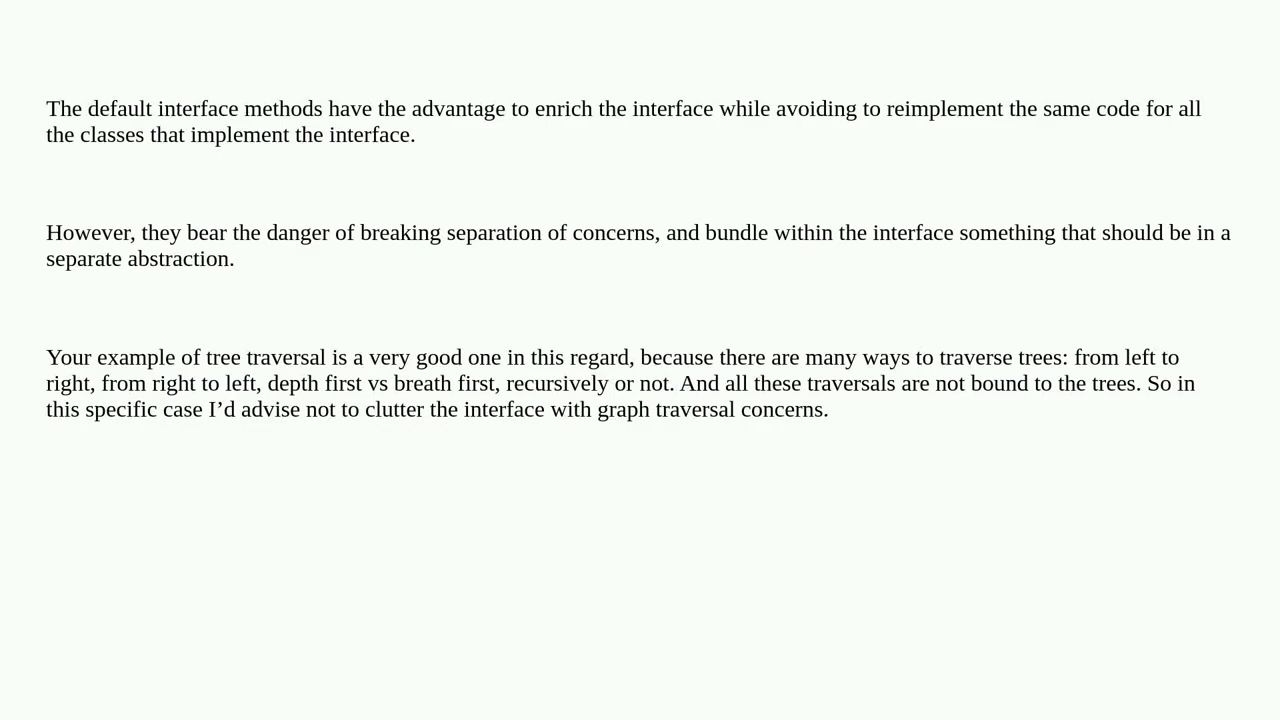 The default interface methods have the advantage to enrich the interface while avoiding to reimplement the same code for all
the classes that implement the interface.
However, they bear the danger of breaking separation of concerns, and bundle within the interface something that should be in a
separate abstraction.
Your example of tree traversal is a very good one in this regard, because there are many ways to traverse trees: from left to
right, from right to left, depth first vs breath first, recursively or not. And all these traversals are not bound to the trees. So in
this specific case I’d advise not to clutter the interface with graph traversal concerns.